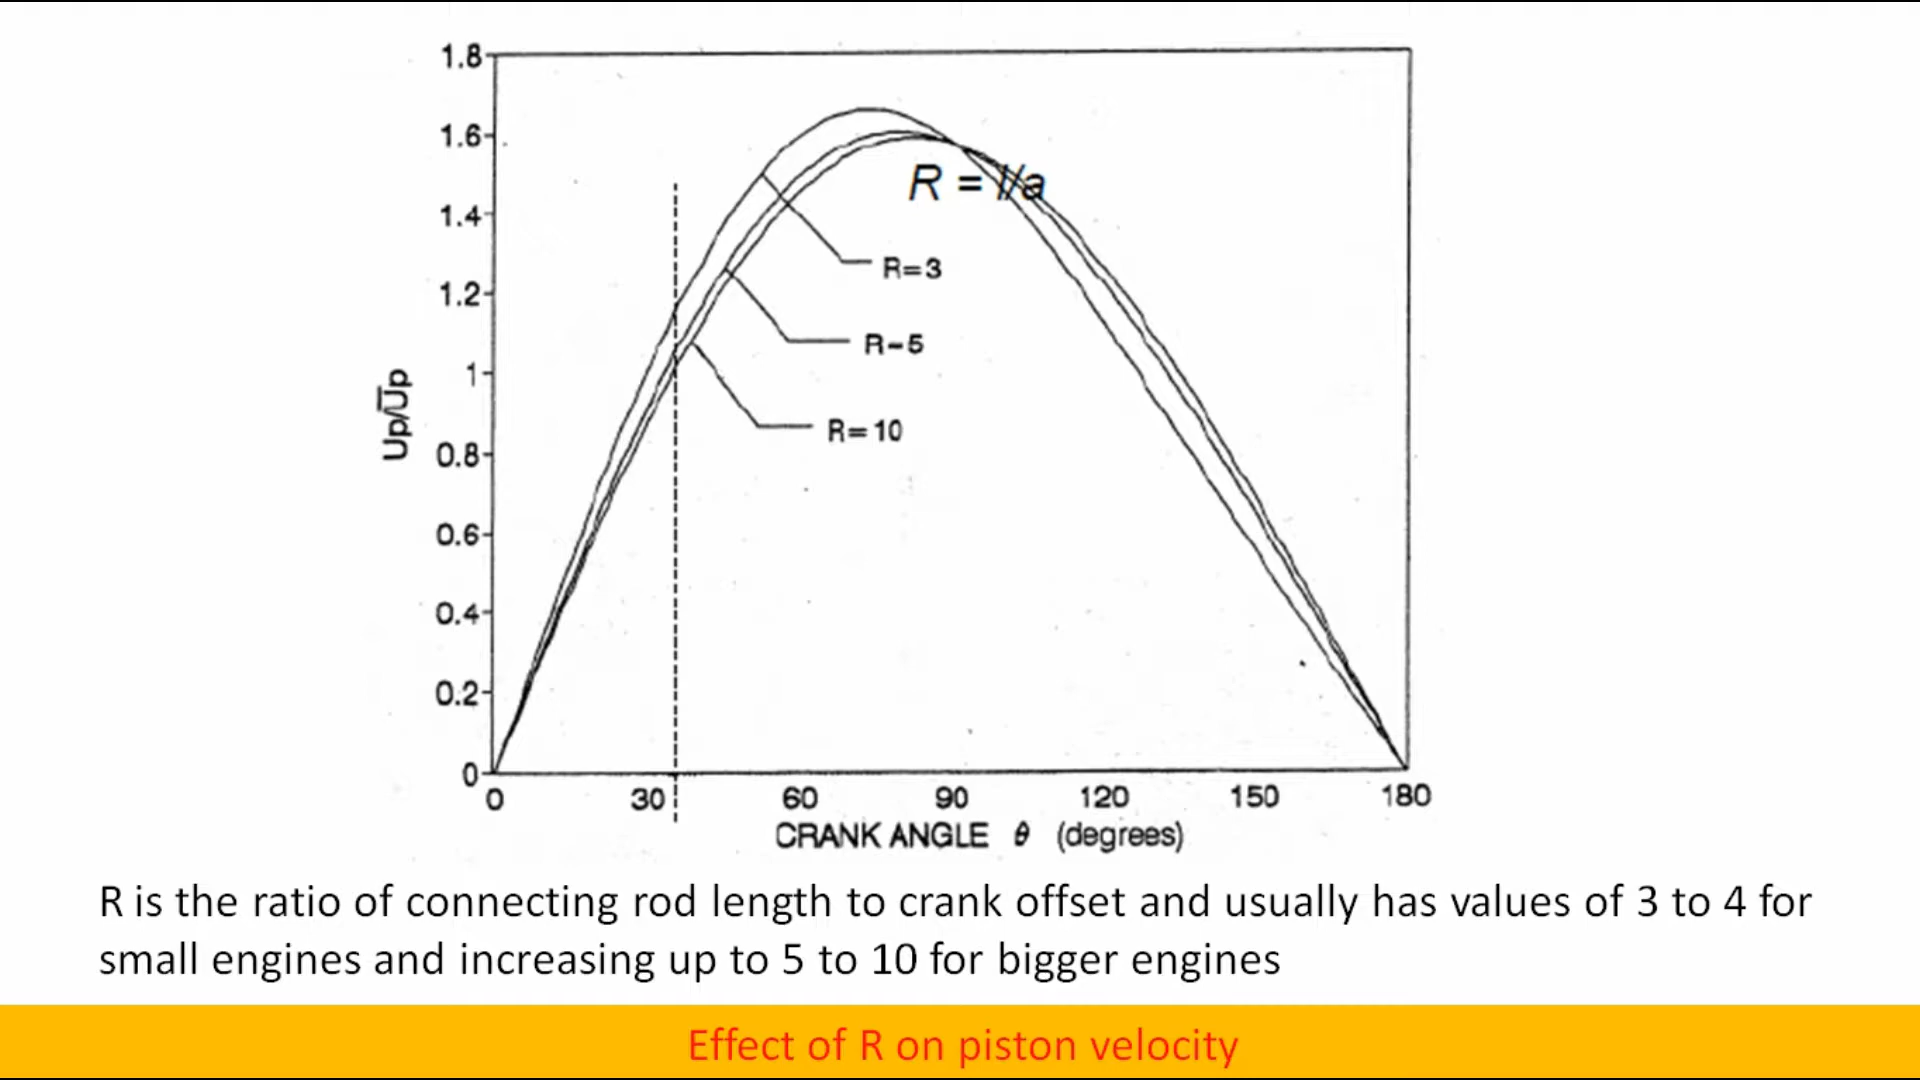 1.8
1.6
R = l/a
1.4
R=3
1.2
R-5
1
Up/U̅p
R=10
0.8
0.6
0.4
0.2
0
0 30 60 90 120 150 180
CRANK ANGLE θ (degrees)
R is the ratio of connecting rod length to crank offset and usually has values of 3 to 4 for
small engines and increasing up to 5 to 10 for bigger engines
Effect of R on piston velocity